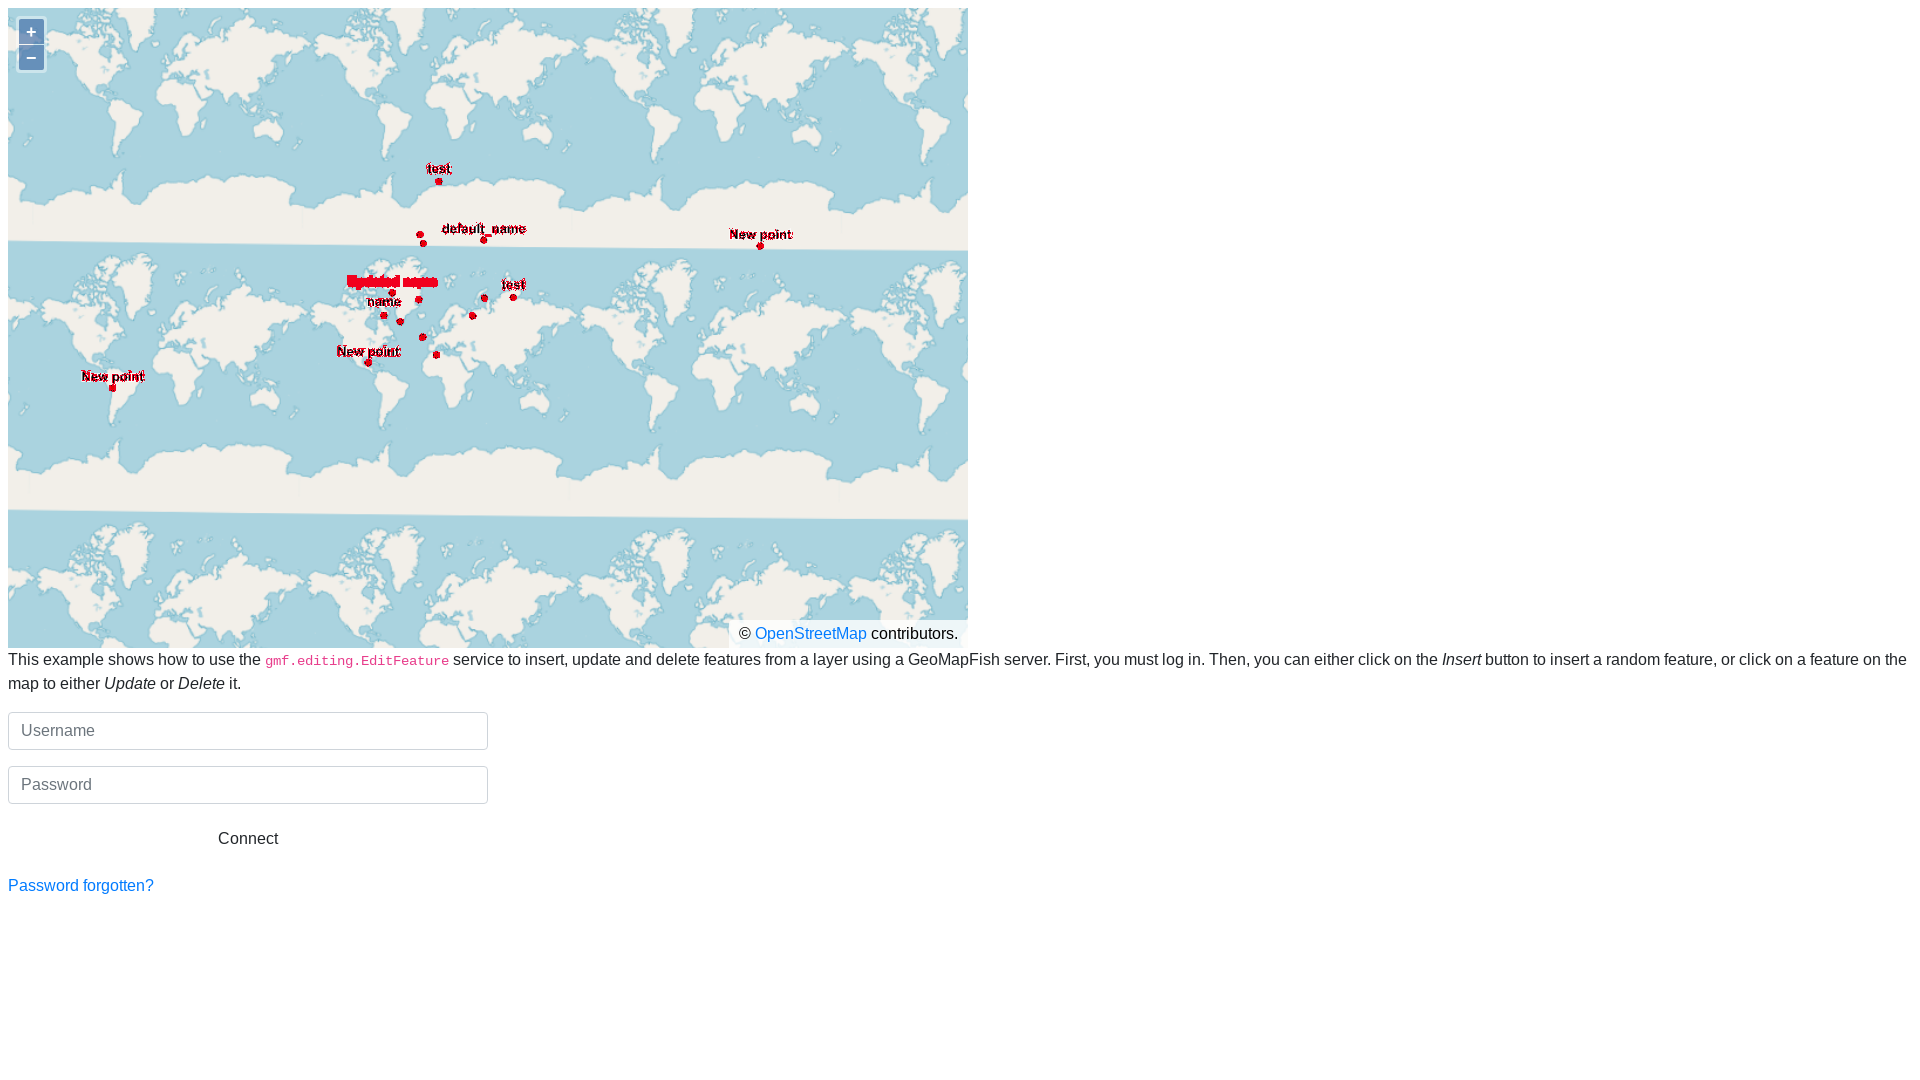 +
−
test
default_name
New point
test
name
New point
New point
© OpenStreetMap contributors.
This example shows how to use the gmf.editing.EditFeature service to insert, update and delete features from a layer using a GeoMapFish server. First, you must log in. Then, you can either click on the Insert button to insert a random feature, or click on a feature on the
map to either Update or Delete it.
Username
Password
Connect
Password forgotten?